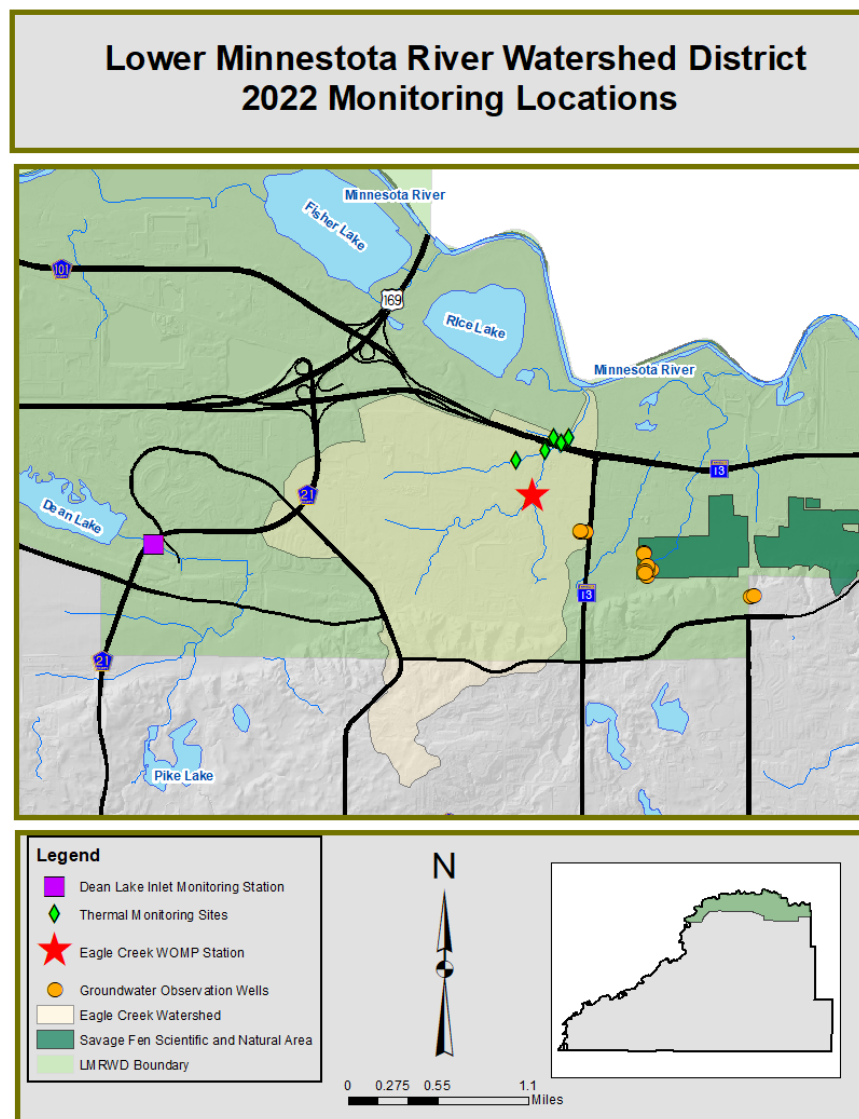 Lower Minnestota River Watershed District
2022 Monitoring Locations
Minnesota River
Fisher Lake
101
169
Rice Lake
Minnesota River
13
21
Dean Lake
13
21
Pike Lake
Legend
Dean Lake Inlet Monitoring Station
Thermal Monitoring Sites
Eagle Creek WOMP Station
Groundwater Observation Wells
Eagle Creek Watershed
Savage Fen Scientific and Natural Area
LMRWD Boundary
N
0 0.275 0.55 1.1
Miles